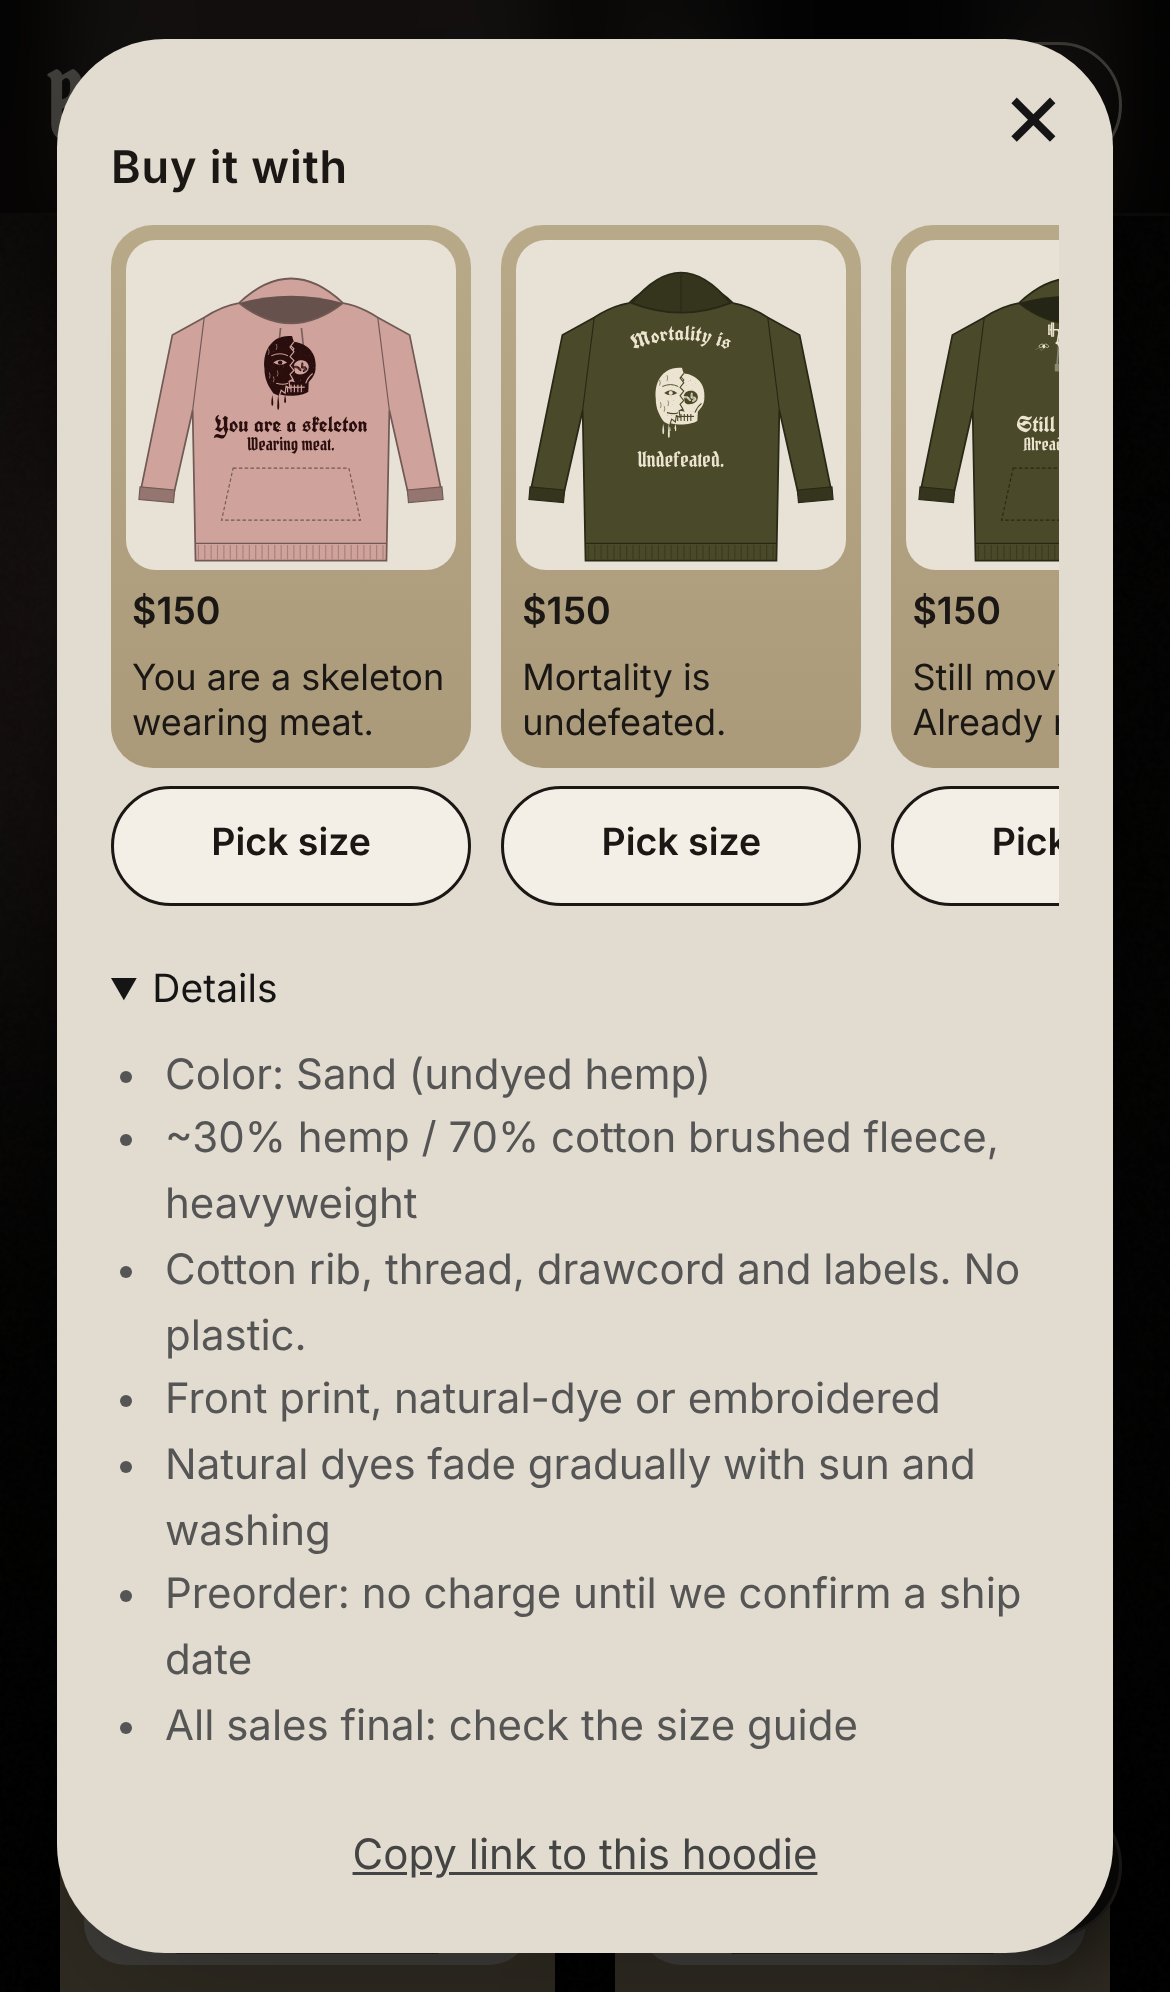 Buy it with
You are a skeleton
Wearing meat.
Mortality is
Undefeated.
Still
$150
$150
$150
You are a skeleton
wearing meat.
Mortality is
undefeated.
Still
Already
Pick size
Pick size
Pick
Details
Color: Sand (undyed hemp)
~30% hemp / 70% cotton brushed fleece,
heavyweight
Cotton rib, thread, drawcord and labels. No
plastic.
Front print, natural-dye or embroidered
Natural dyes fade gradually with sun and
washing
Preorder: no charge until we confirm a ship
date
All sales final: check the size guide
Copy link to this hoodie